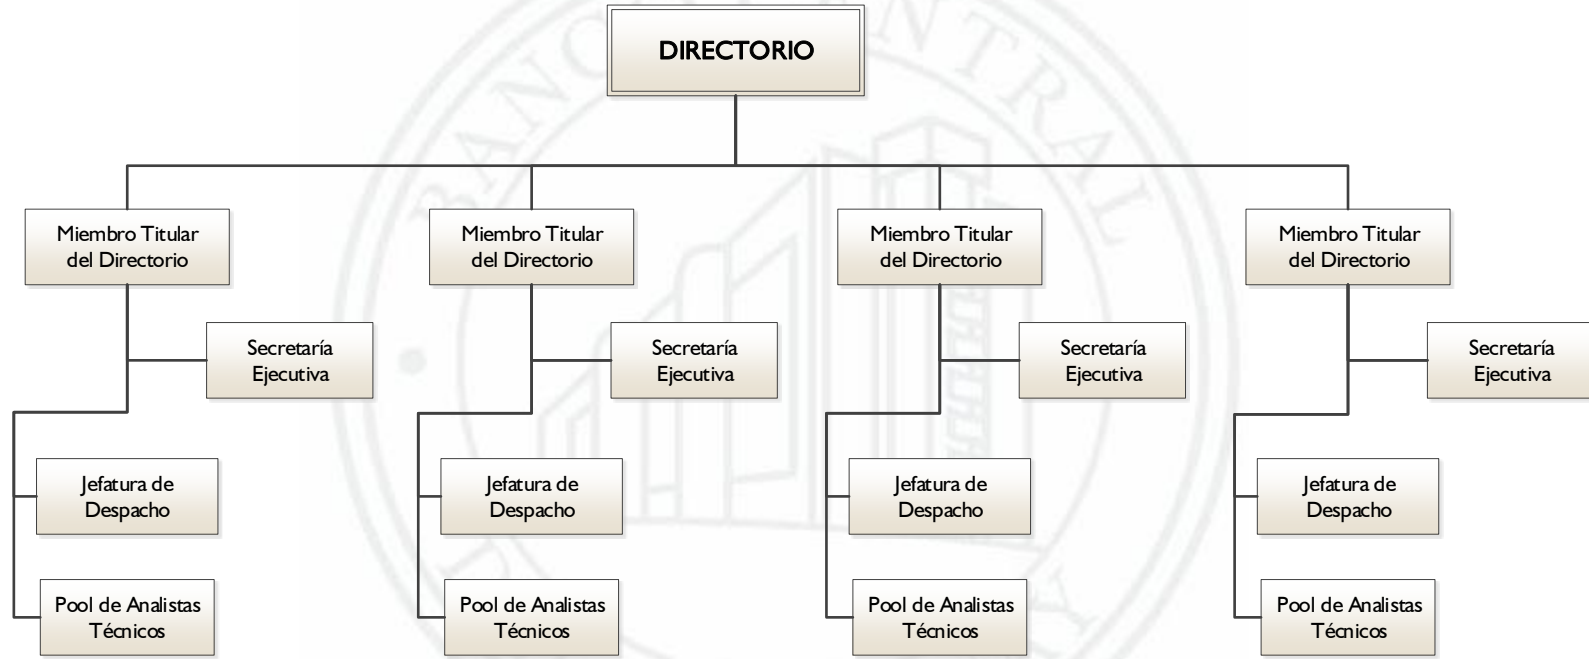 DIRECTORIO
Miembro Titular
del Directorio
Miembro Titular
del Directorio
Miembro Titular
del Directorio
Miembro Titular
del Directorio
Secretaría
Ejecutiva
Secretaría
Ejecutiva
Secretaría
Ejecutiva
Secretaría
Ejecutiva
Jefatura de
Despacho
Jefatura de
Despacho
Jefatura de
Despacho
Jefatura de
Despacho
Pool de Analistas
Técnicos
Pool de Analistas
Técnicos
Pool de Analistas
Técnicos
Pool de Analistas
Técnicos
BANCO CENTRAL